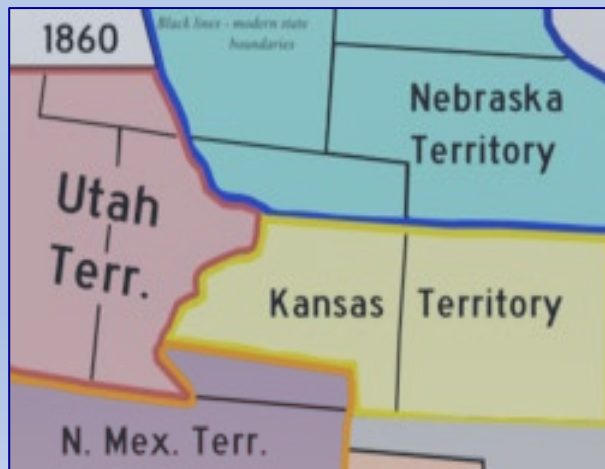 1860
Black lines - modern state
boundaries
Nebraska
Territory
Utah
Terr.
Kansas Territory
N. Mex. Terr.